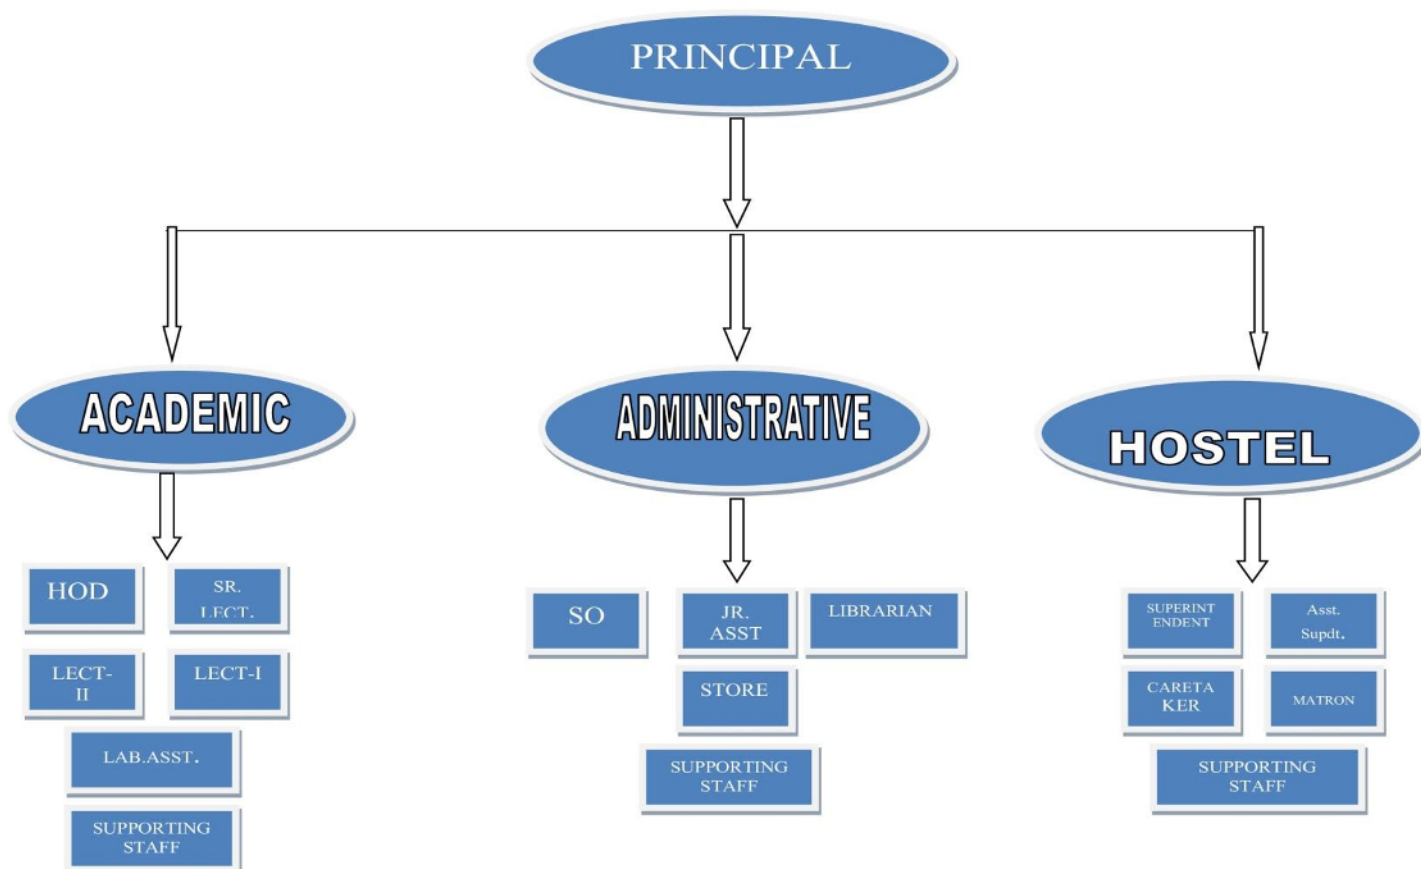 PRINCIPAL
ACADEMIC
ADMINISTRATIVE
HOSTEL
HOD
SR.
LECT.
LECT-
II
LECT-I
LAB.ASST.
SUPPORTING
STAFF
SO
JR.
ASST
LIBRARIAN
STORE
SUPPORTING
STAFF
SUPERINT
ENDENT
Asst.
Supdt.
CARETA
KER
MATRON
SUPPORTING
STAFF